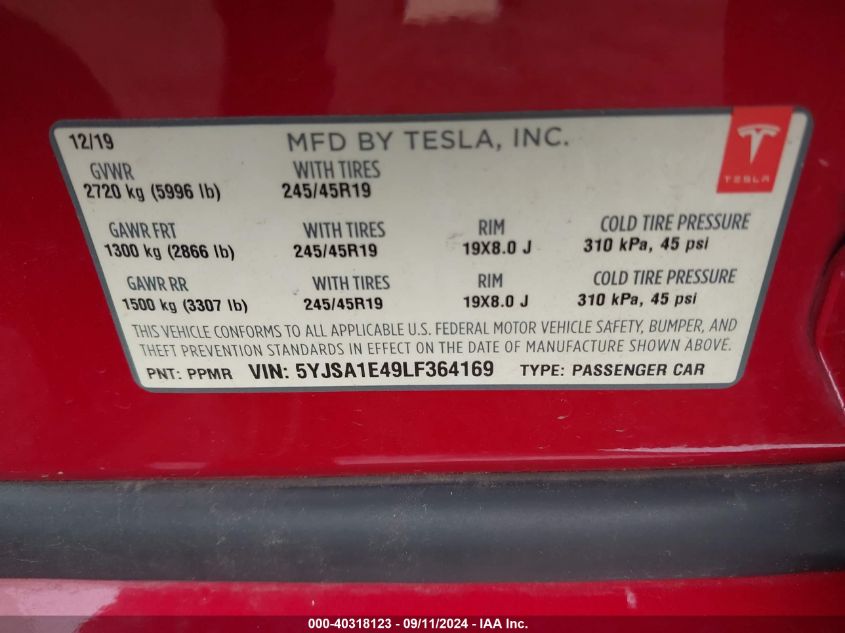 12/19 MFD BY TESLA, INC.
GVWR WITH TIRES
2720 kg (5996 lb) 245/45R19
TESLA
GAWR FRT WITH TIRES RIM COLD TIRE PRESSURE
1300 kg (2866 lb) 245/45R19 19X8.0 J 310 kPa, 45 psi
GAWR RR WITH TIRES RIM COLD TIRE PRESSURE
1500 kg (3307 lb) 245/45R19 19X8.0 J 310 kPa, 45 psi
THIS VEHICLE CONFORMS TO ALL APPLICABLE U.S. FEDERAL MOTOR VEHICLE SAFETY, BUMPER, AND
THEFT PREVENTION STANDARDS IN EFFECT ON THE DATE OF MANUFACTURE SHOWN ABOVE.
PNT: PPMR VIN: 5YJSA1E49LF364169 TYPE: PASSENGER CAR
000-40318123 - 09/11/2024 - IAA Inc.